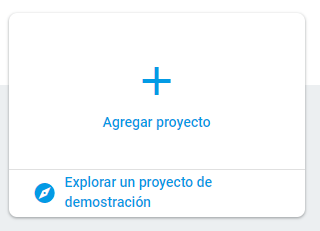 Agregar proyecto
Explorar un proyecto de
demostración